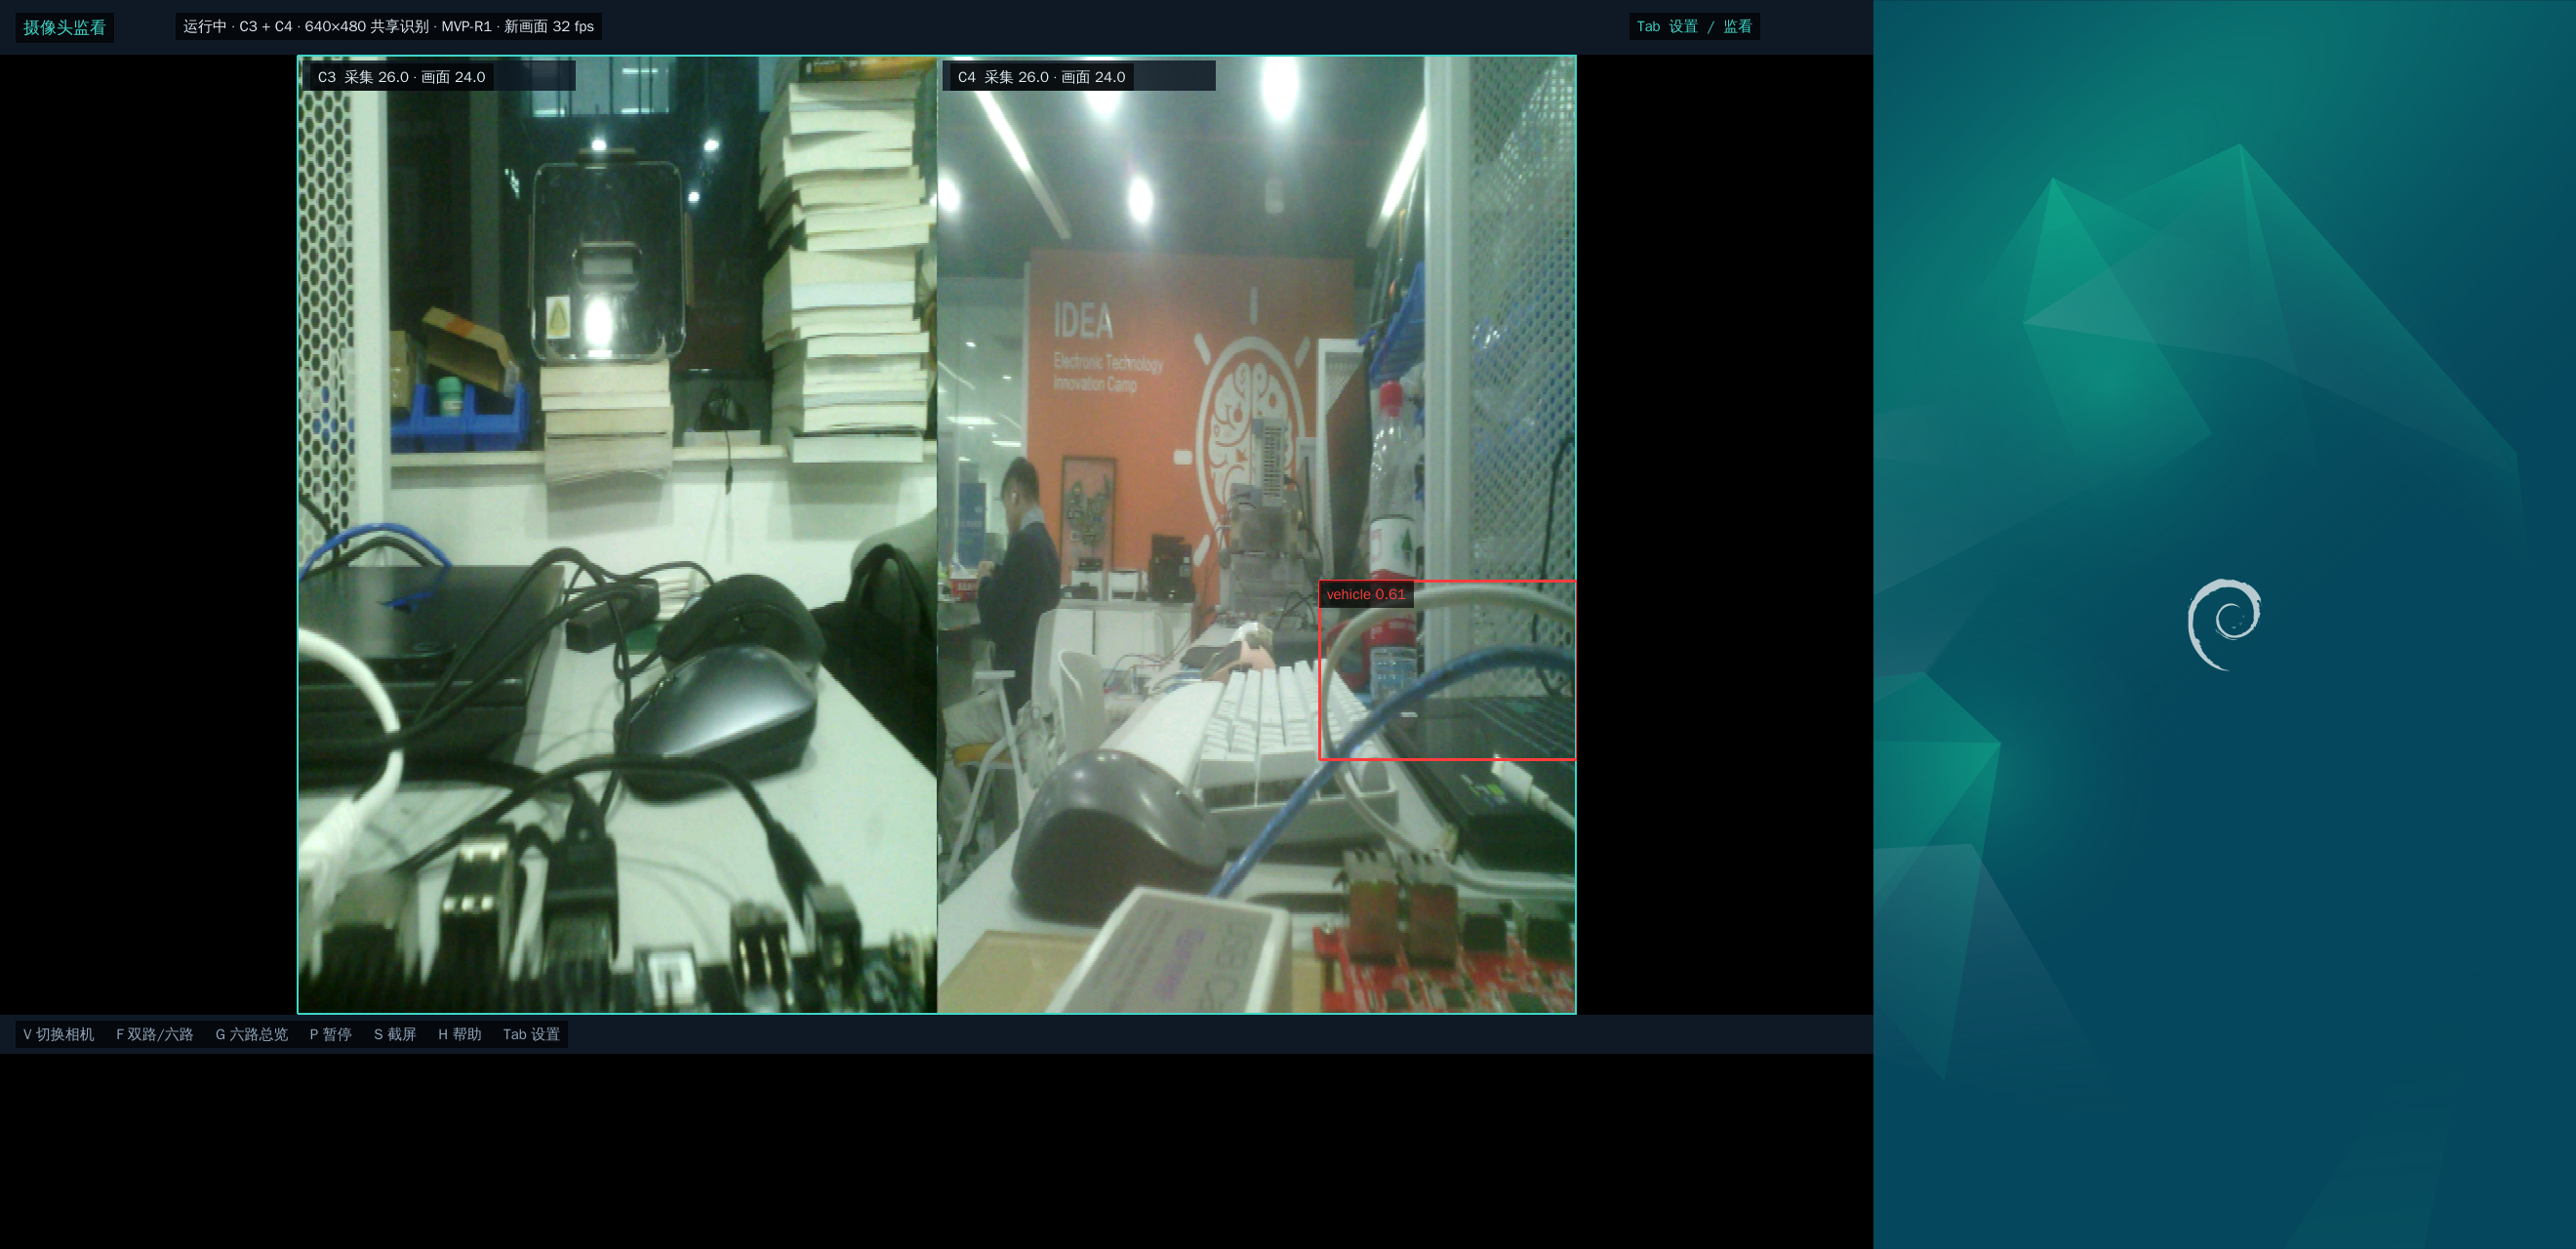 摄像头监看
运行中 · C3 + C4 · 640×480 共享识别 · MVP-R1 · 新画面 32 fps
Tab 设置 / 监看
C3 采集 26.0 · 画面 24.0
C4 采集 26.0 · 画面 24.0
IDEA
Electronic Technology
Innovation Camp
vehicle 0.61
V 切换相机 F 双路/六路 G 六路总览 P 暂停 S 截屏 H 帮助 Tab 设置